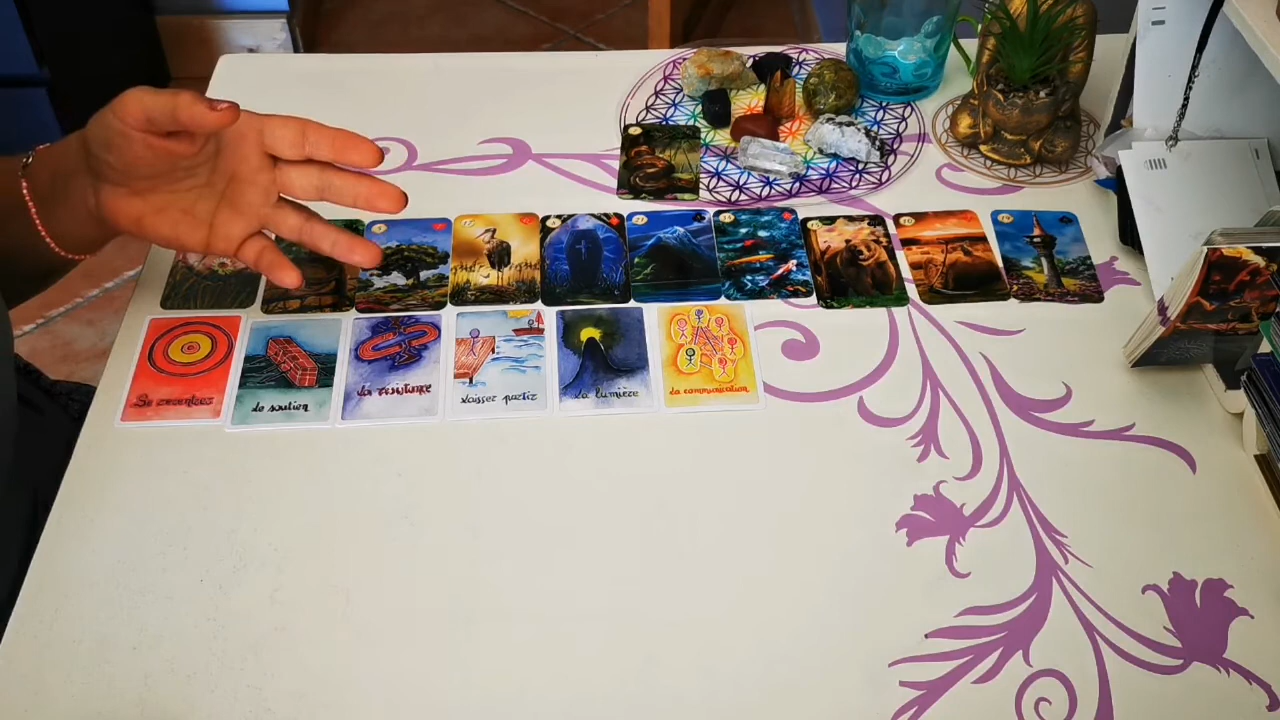 Se recentrer
Le soutien
La résistance
Laisser partir
La lumière
La communication